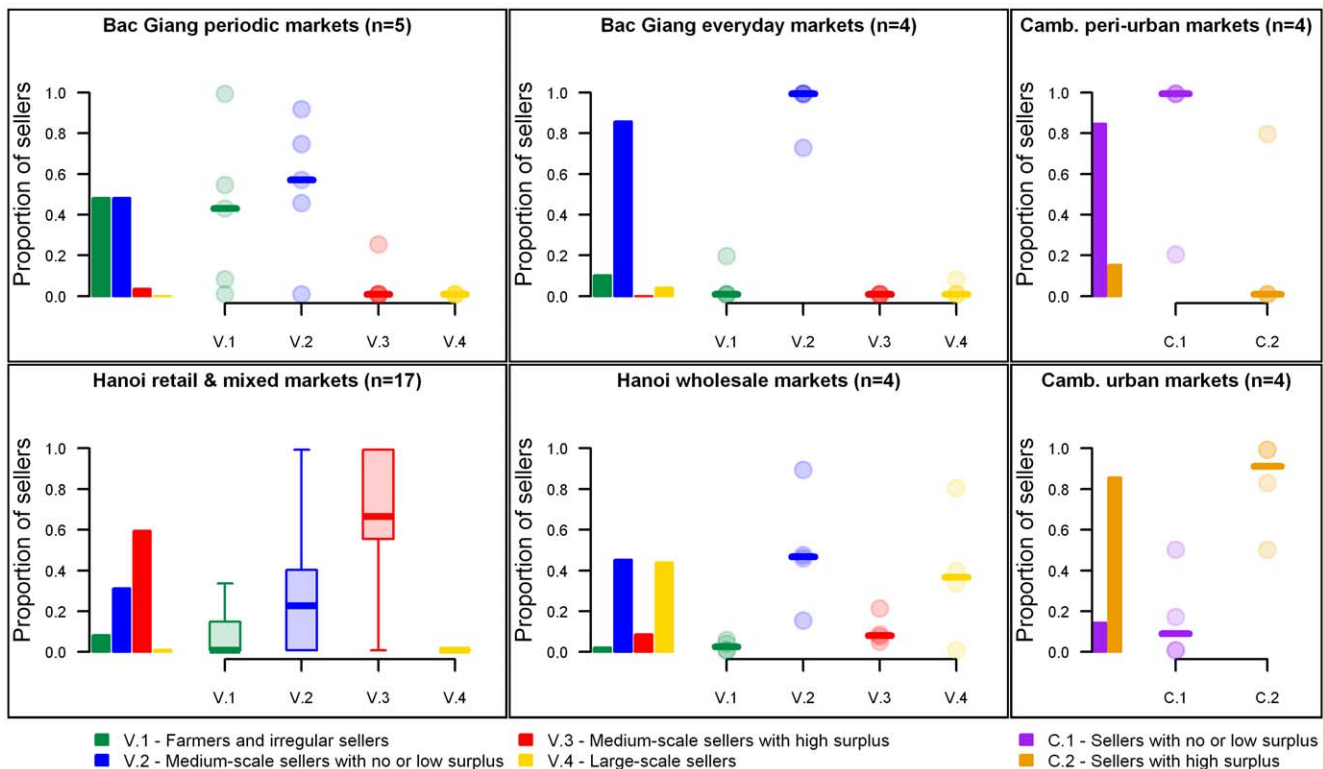 Bac Giang periodic markets (n=5)
Proportion of sellers
1.0
0.8
0.6
0.4
0.2
0.0
V.1 V.2 V.3 V.4
Bac Giang everyday markets (n=4)
Proportion of sellers
1.0
0.8
0.6
0.4
0.2
0.0
V.1 V.2 V.3 V.4
Camb. peri-urban markets (n=4)
Proportion of sellers
1.0
0.8
0.6
0.4
0.2
0.0
C.1 C.2
Hanoi retail & mixed markets (n=17)
Proportion of sellers
1.0
0.8
0.6
0.4
0.2
0.0
V.1 V.2 V.3 V.4
Hanoi wholesale markets (n=4)
Proportion of sellers
1.0
0.8
0.6
0.4
0.2
0.0
V.1 V.2 V.3 V.4
Camb. urban markets (n=4)
Proportion of sellers
1.0
0.8
0.6
0.4
0.2
0.0
C.1 C.2
V.1 - Farmers and irregular sellers
V.2 - Medium-scale sellers with no or low surplus
V.3 - Medium-scale sellers with high surplus
V.4 - Large-scale sellers
C.1 - Sellers with no or low surplus
C.2 - Sellers with high surplus